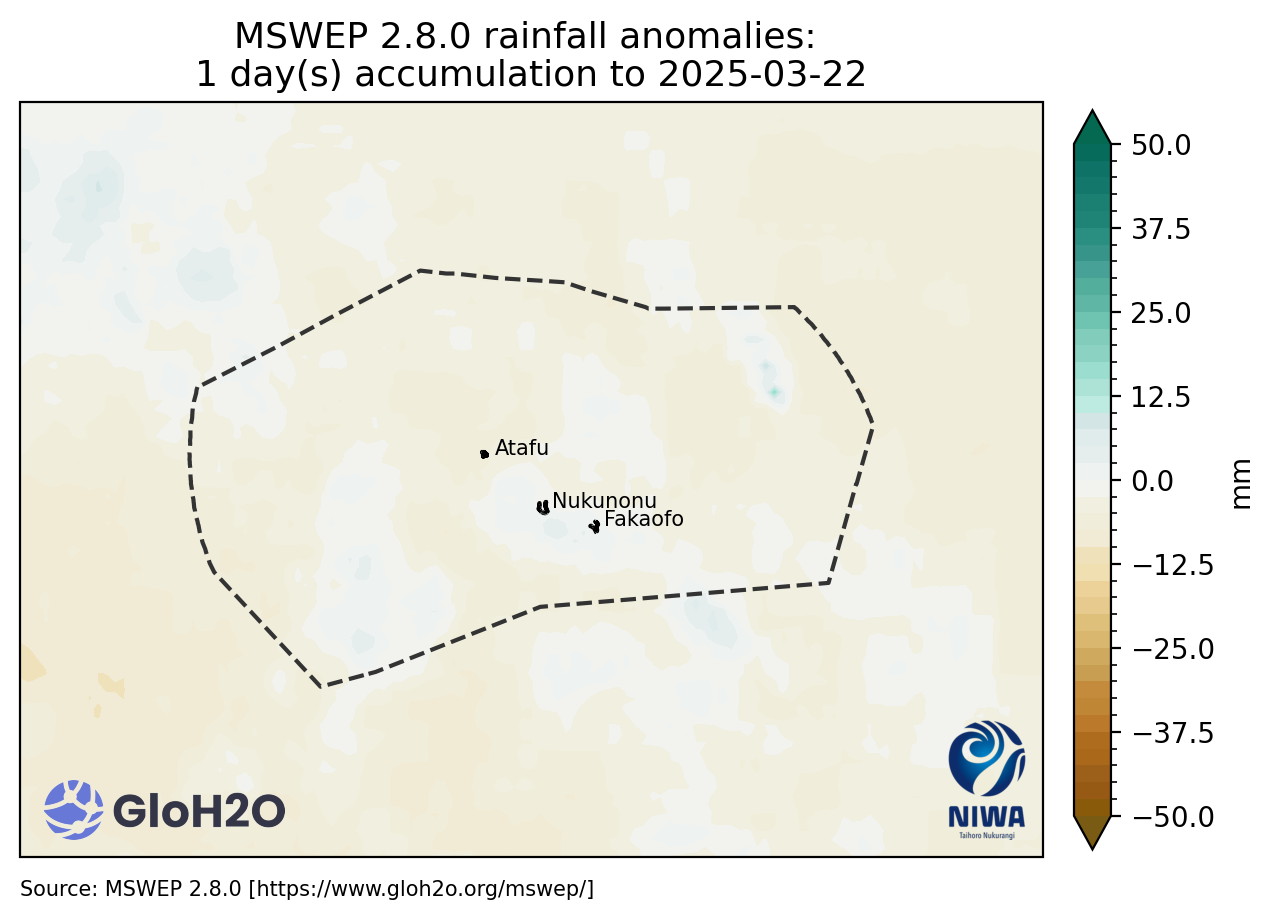 MSWEP 2.8.0 rainfall anomalies:
1 day(s) accumulation to 2025-03-22
50.0
37.5
25.0
12.5
0.0
−12.5
−25.0
−37.5
−50.0
mm
Atafu
Nukunonu
Fakaofo
GloH2O
NIWA
Taihoro Nukurangi
Source: MSWEP 2.8.0 [https://www.gloh2o.org/mswep/]